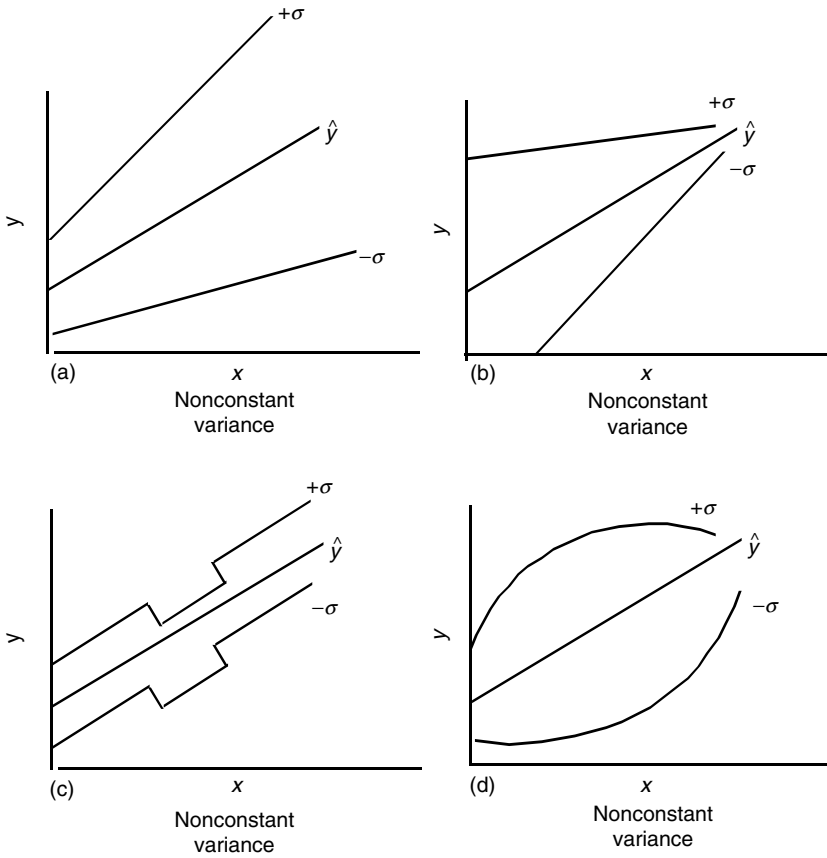 +σ
ŷ
−σ
y
x
(a)
Nonconstant
variance
+σ
ŷ
−σ
y
x
(b)
Nonconstant
variance
+σ
ŷ
−σ
y
x
(c)
Nonconstant
variance
+σ
ŷ
−σ
y
x
(d)
Nonconstant
variance